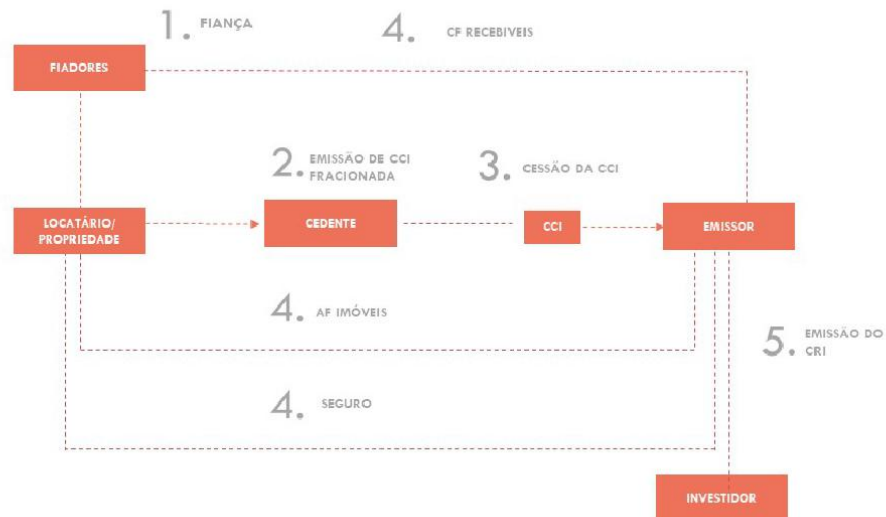 1. FIANÇA
4. CF RECEBIVEIS
FIADORES
2. EMISSÃO DE CCI
FRACIONADA
3. CESSÃO DA CCI
LOCATÁRIO/
PROPRIEDADE
CEDENTE
CCI
EMISSOR
4. AF IMÓVEIS
5. EMISSÃO DO
CRI
4. SEGURO
INVESTIDOR